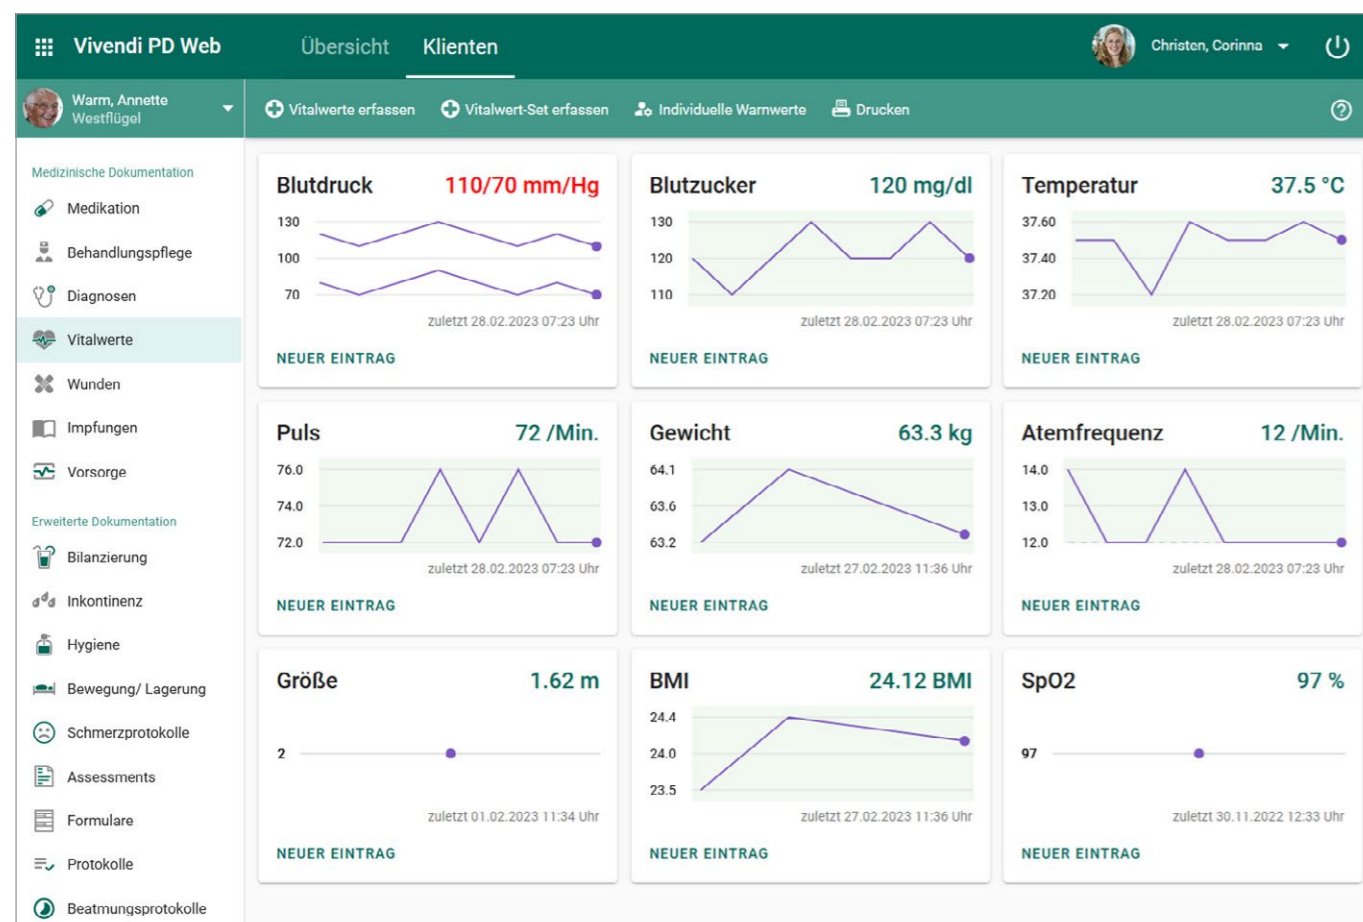 Vivendi PD Web Übersicht Klienten Christen, Corinna
Warm, Annette
Westflügel
Vitalwerte erfassen Vitalwert-Set erfassen Individuelle Warnwerte Drucken
Medizinische Dokumentation
Medikation
Behandlungspflege
Diagnosen
Vitalwerte
Wunden
Impfungen
Vorsorge
Erweiterte Dokumentation
Bilanzierung
Inkontinenz
Hygiene
Bewegung/ Lagerung
Schmerzprotokolle
Assessments
Formulare
Protokolle
Beatmungsprotokolle
Blutdruck 110/70 mm/Hg
130
100
70
zuletzt 28.02.2023 07:23 Uhr
NEUER EINTRAG
Blutzucker 120 mg/dl
130
120
110
zuletzt 28.02.2023 07:23 Uhr
NEUER EINTRAG
Temperatur 37.5 °C
37.60
37.40
37.20
zuletzt 28.02.2023 07:23 Uhr
NEUER EINTRAG
Puls 72 /Min.
76.0
74.0
72.0
zuletzt 28.02.2023 07:23 Uhr
NEUER EINTRAG
Gewicht 63.3 kg
64.1
63.6
63.2
zuletzt 27.02.2023 11:36 Uhr
NEUER EINTRAG
Atemfrequenz 12 /Min.
14.0
13.0
12.0
zuletzt 28.02.2023 07:23 Uhr
NEUER EINTRAG
Größe 1.62 m
2
zuletzt 01.02.2023 11:34 Uhr
NEUER EINTRAG
BMI 24.12 BMI
24.4
24.0
23.5
zuletzt 27.02.2023 11:36 Uhr
NEUER EINTRAG
SpO2 97 %
97
zuletzt 30.11.2022 12:33 Uhr
NEUER EINTRAG